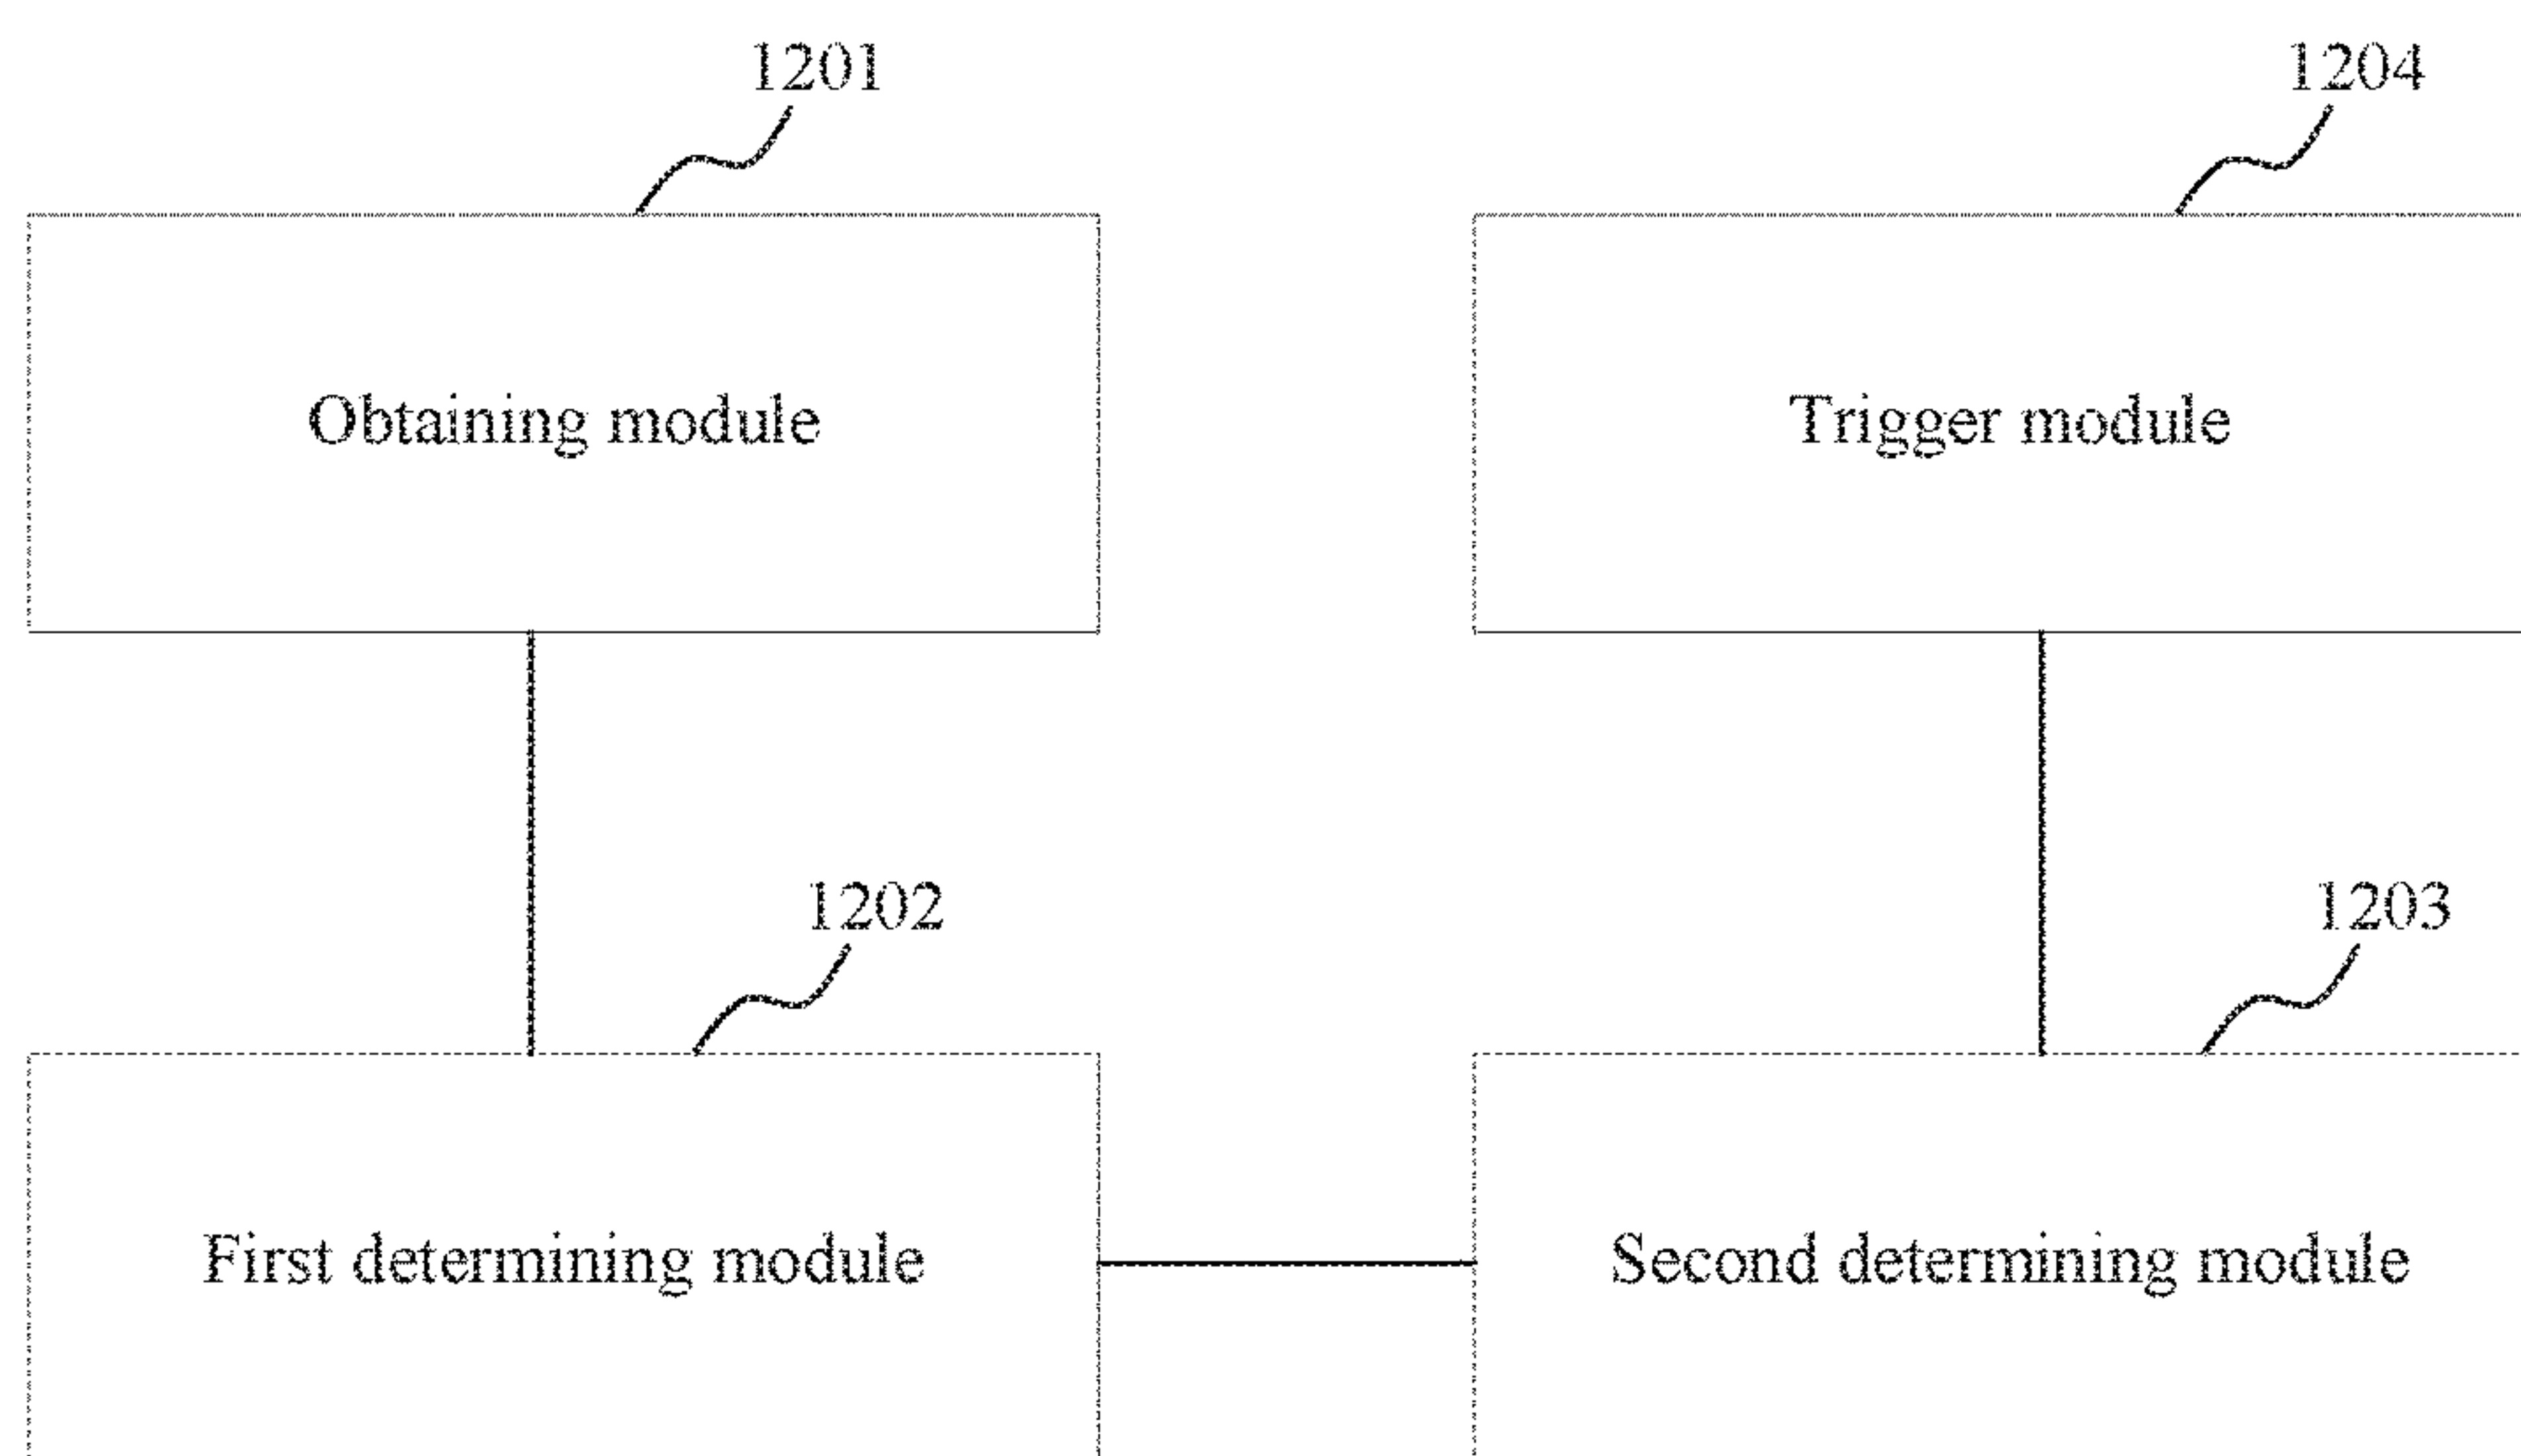 1201
1204
Obtaining module
Trigger module
1202
1203
First determining module
Second determining module